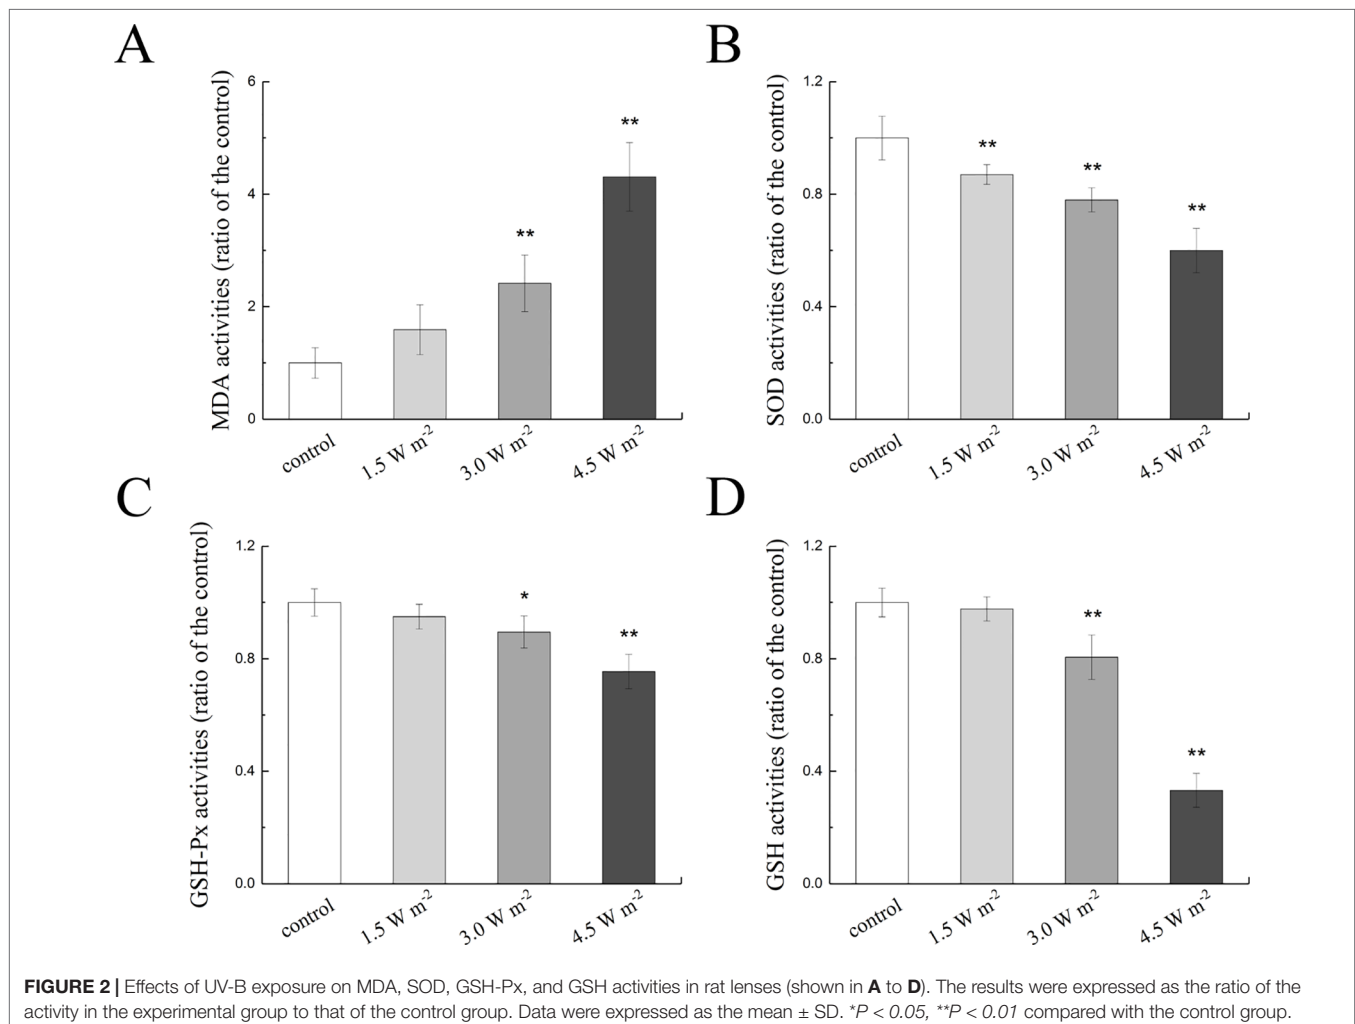 A
MDA activities (ratio of the control)
6
4
2
0
**
**
control
1.5 W m-2
3.0 W m-2
4.5 W m-2
B
SOD activities (ratio of the control)
1.2
0.8
0.4
0.0
**
**
**
control
1.5 W m-2
3.0 W m-2
4.5 W m-2
C
GSH-Px activities (ratio of the control)
1.2
0.8
0.4
0.0
*
**
control
1.5 W m-2
3.0 W m-2
4.5 W m-2
D
GSH activities (ratio of the control)
1.2
0.8
0.4
0.0
**
**
control
1.5 W m-2
3.0 W m-2
4.5 W m-2
FIGURE 2 | Effects of UV-B exposure on MDA, SOD, GSH-Px, and GSH activities in rat lenses (shown in A to D). The results were expressed as the ratio of the
activity in the experimental group to that of the control group. Data were expressed as the mean ± SD. *P < 0.05, **P < 0.01 compared with the control group.